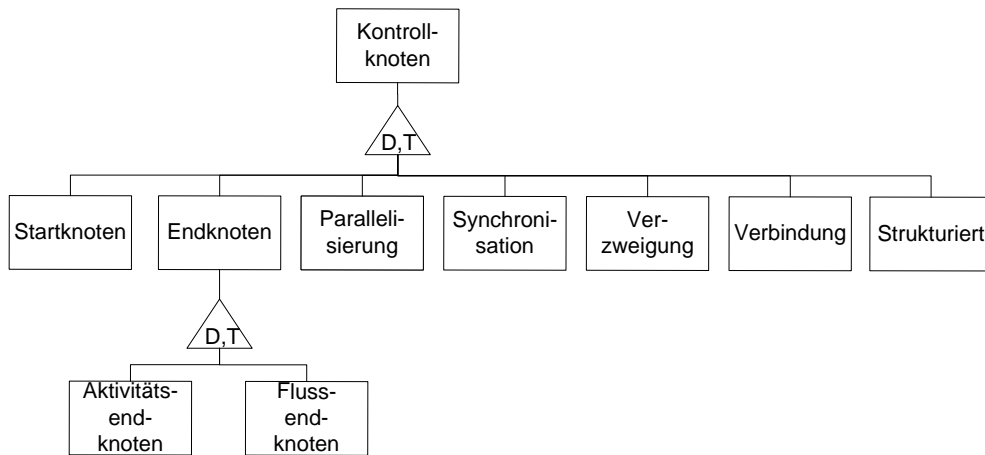 Kontroll-
knoten
D,T
Startknoten
Endknoten
Paralleli-
sierung
Synchroni-
sation
Ver-
zweigung
Verbindung
Strukturiert
D,T
Aktivitäts-
end-
knoten
Fluss-
end-
knoten